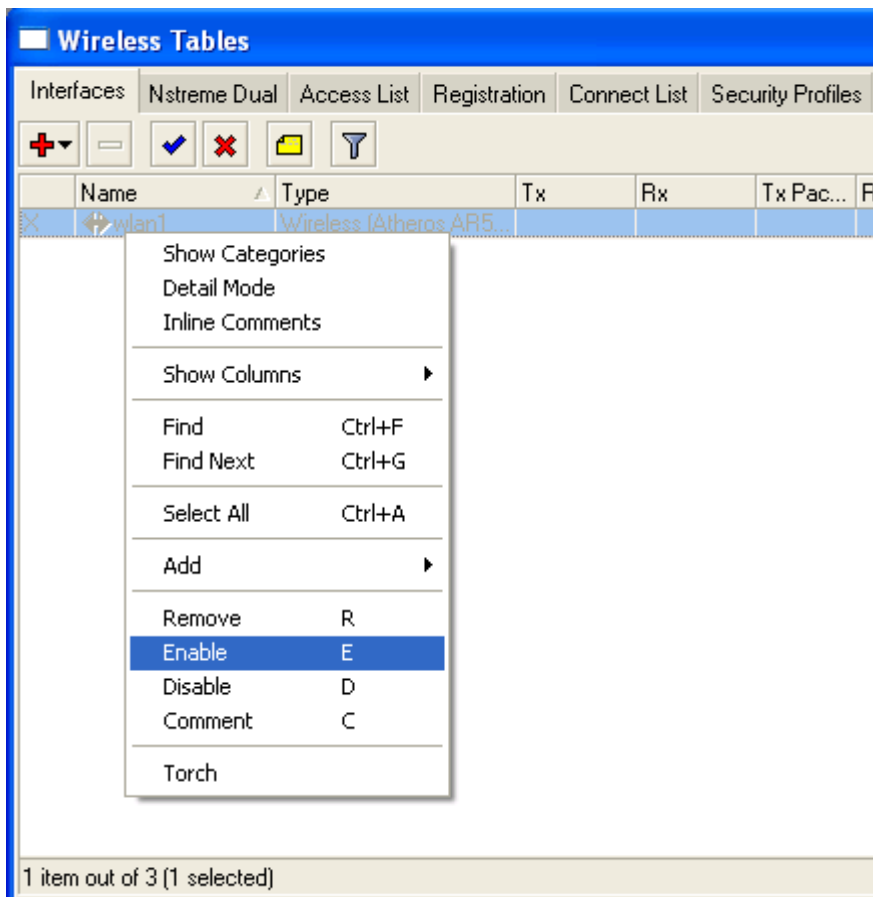 Wireless Tables
Interfaces Nstreme Dual Access List Registration Connect List Security Profiles
Name Type Tx Rx Tx Pac...
X wlan1 Wireless (Atheros AR5...
Show Categories
Detail Mode
Inline Comments
Show Columns
Find Ctrl+F
Find Next Ctrl+G
Select All Ctrl+A
Add
Remove R
Enable E
Disable D
Comment C
Torch
1 item out of 3 (1 selected)